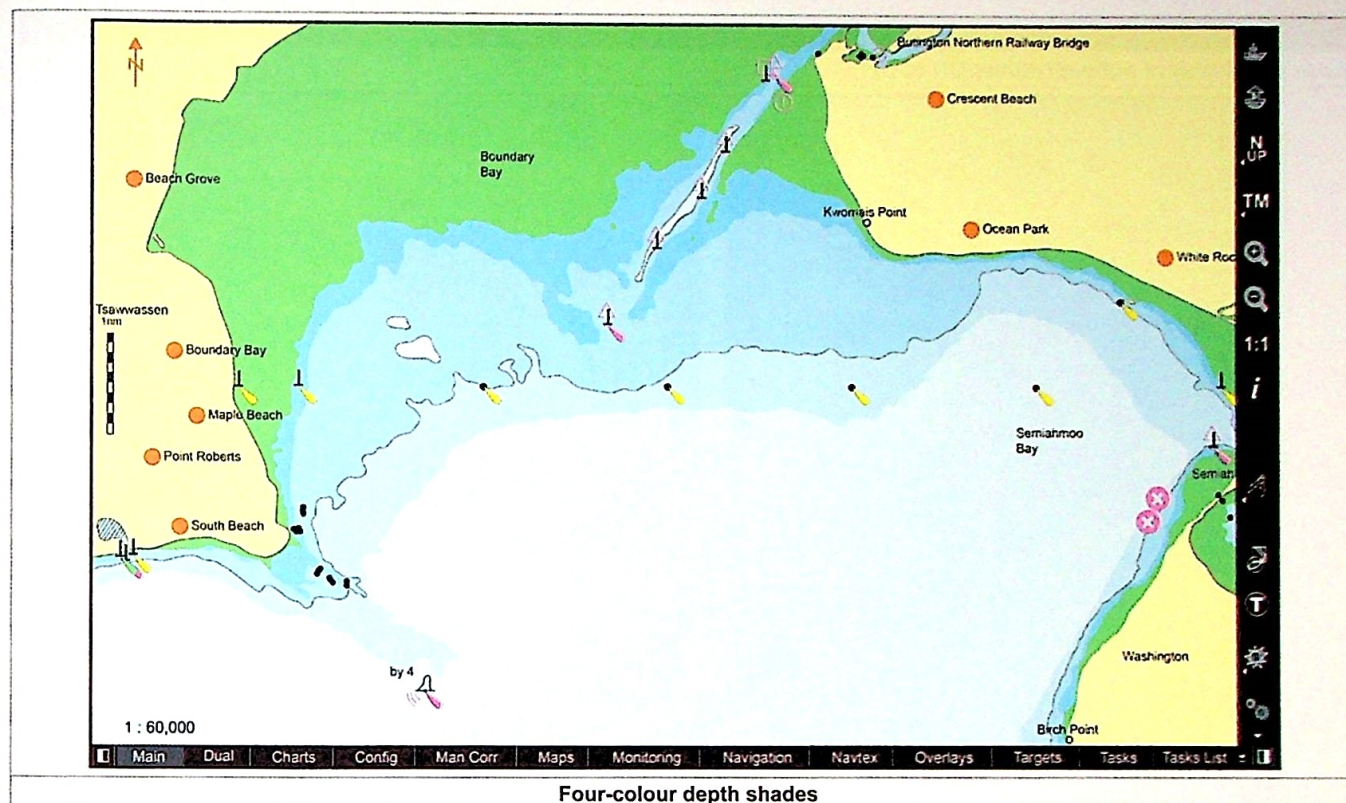 N
Burrington Northern Railway Bridge
Crescent Beach
Boundary
Bay
Beach Grove
Kwomais Point
Ocean Park
White Roc
Tsawwassen
1nm
Boundary Bay
Maple Beach
Point Roberts
South Beach
Semiahmoo
Bay
Semiah
Washington
by 4
Birch Point
1 : 60,000
N
UP
TM
1:1
i
T
Main Dual Charts Config Man Corr Maps Monitoring Navigation Navtex Overlays Targets Tasks Tasks List
Four-colour depth shades